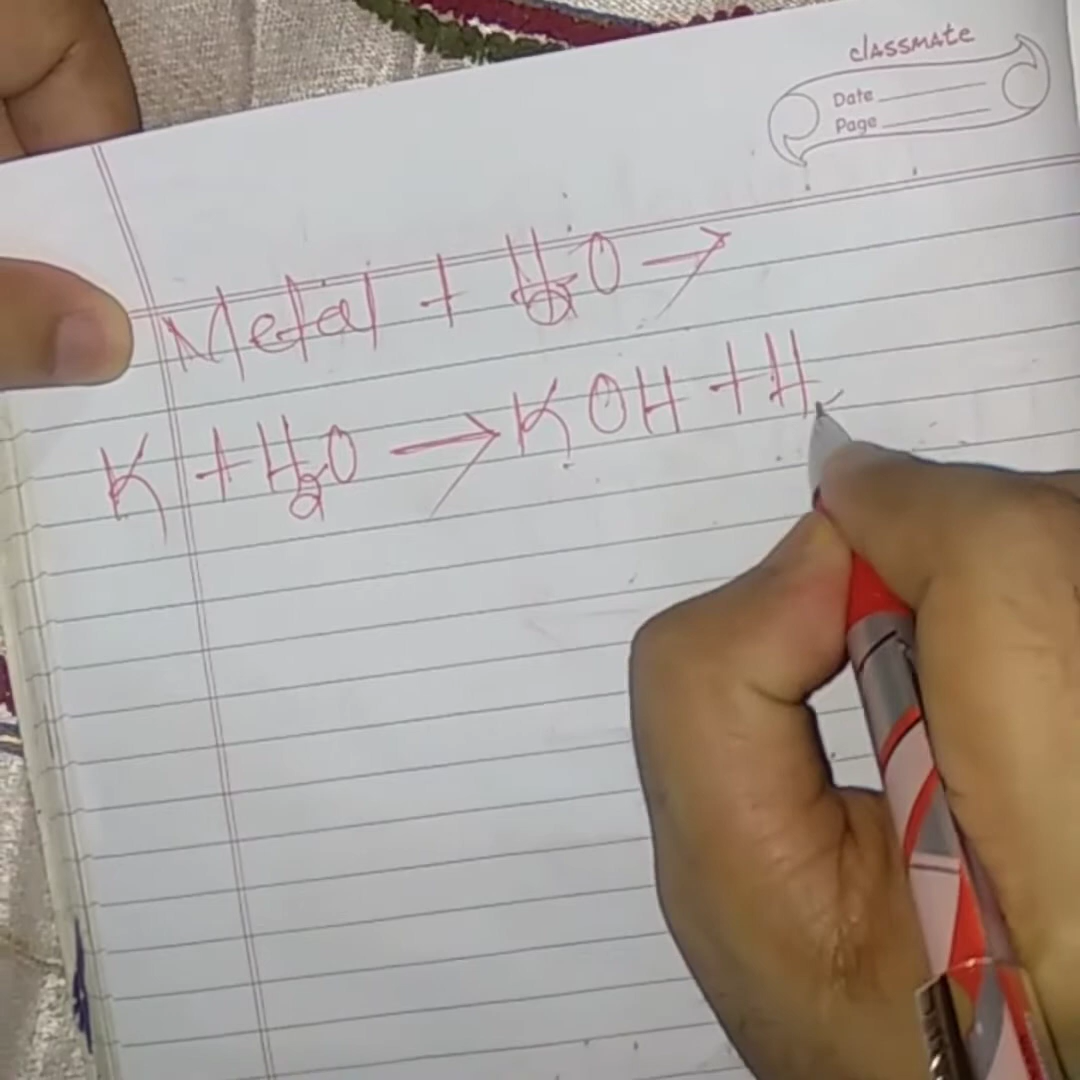 classmate
Date
Page
Metal + H2O →
K + H2O → KOH + H